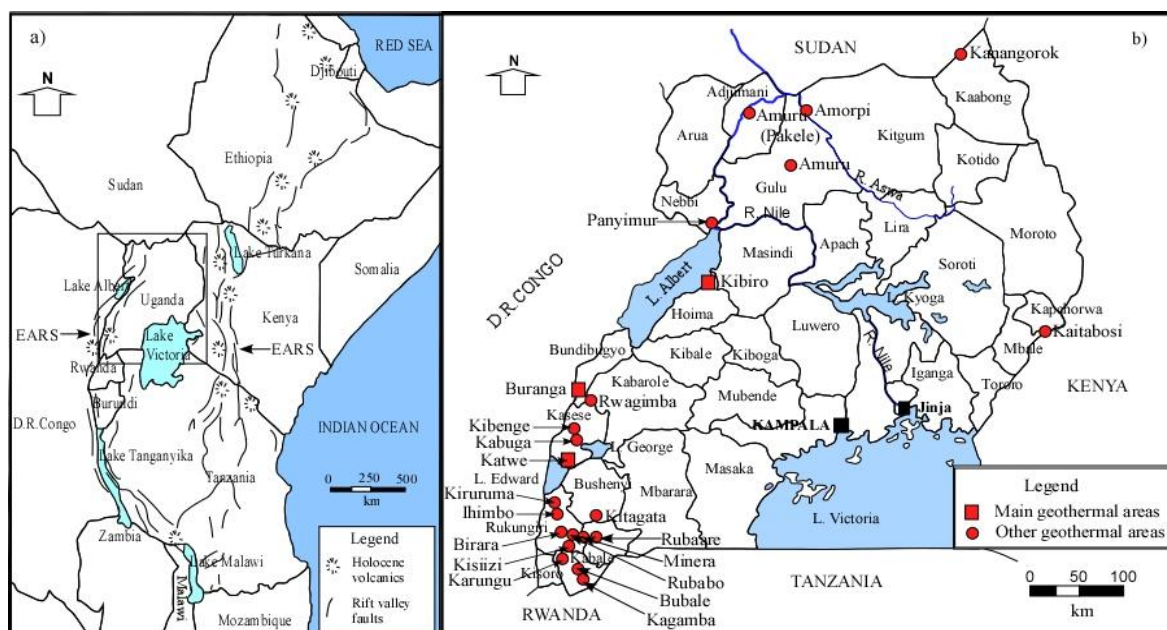 a)
RED SEA
N
Djibouti
Ethiopia
Sudan
Lake Turkana
Somalia
Lake Albert
Uganda
Kenya
EARS
Lake
Victoria
EARS
Rwanda
Burundi
D.R.Congo
INDIAN OCEAN
Lake Tanganyika
Tanzania
0 250 500
km
Zambia
Lake Malawi
Malawi
Mozambique
Legend
Holocene
volcanics
Rift valley
faults
b)
SUDAN
N
Kanangorok
Adjumani
Kaabong
Amuru
(Pakele)
Amorpi
Arua
Kitgum
Kotido
Amuru
Gulu
R. Aswa
Nebbi
R. Nile
Panyimur
Apach
Lira
Moroto
Masindi
L. Albert
Soroti
Kibiro
D.R.CONGO
L. Kyoga
Hoima
Kapchorwa
Luwero
Kaitabosi
Bundibugyo
Kibale
Kiboga
R. Nile
Mbale
Iganga
Buranga
Kabarole
Tororo
KENYA
Rwagimba
Mubende
Kasese
Jinja
Kibenge
KAMPALA
Kabuga
George
Katwe
Masaka
L. Edward
Bushenyi
Mbarara
Kiruruma
Ihimbo
Kitagata
L. Victoria
Rukungiri
Birara
Rubaare
Kisiizi
Kabale
Minera
Karungu
Kisoro
Rubabo
Bubale
RWANDA
Kagamba
TANZANIA
Legend
Main geothermal areas
Other geothermal areas
0 50 100
km